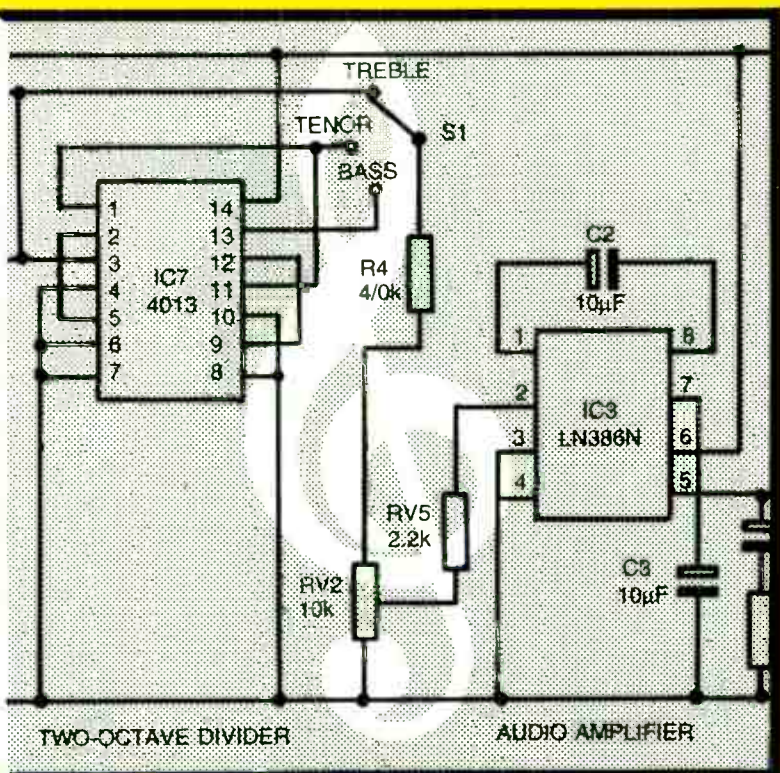 TREBLE
TENOR
S1
BASS
1
2
3
4
5
6
7
14
13
12
11
10
9
8
IC7
4013
R4
4/0k
C2
10µF
1
2
3
4
8
7
6
5
IC3
LN386N
RV5
2.2k
RV2
10k
C3
10µF
TWO-OCTAVE DIVIDER
AUDIO AMPLIFIER